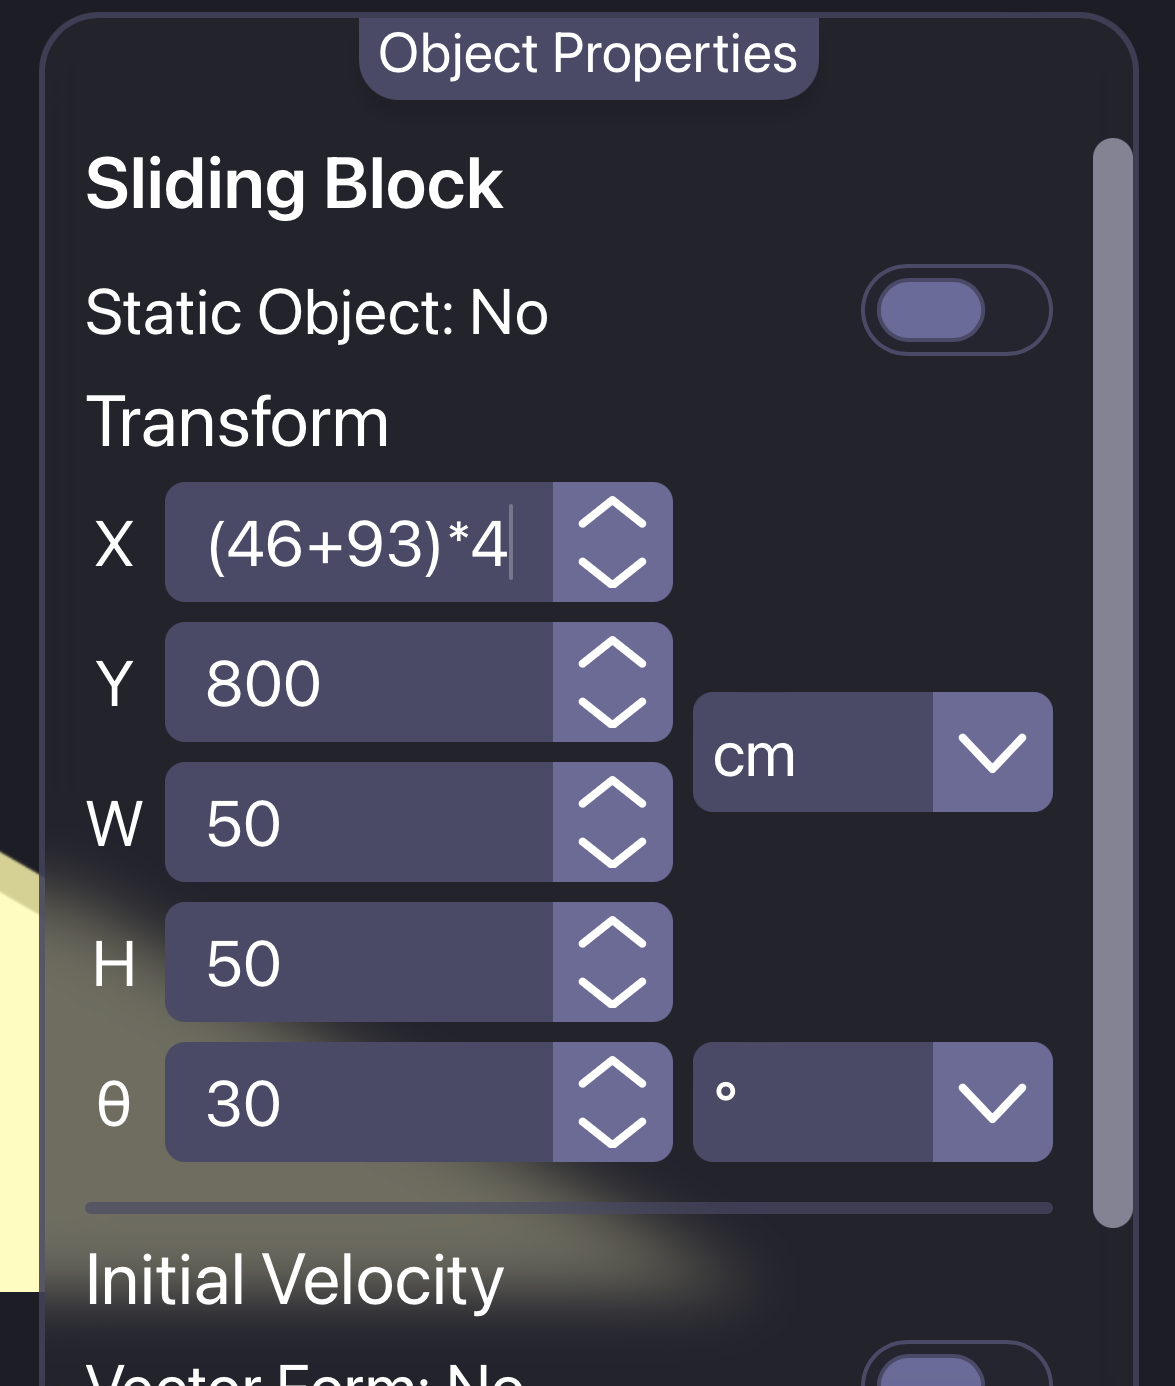 Object Properties
Sliding Block
Static Object: No
Transform
X (46+93)*4
Y 800
cm
W 50
H 50
θ 30 °
Initial Velocity
Vector Form: No